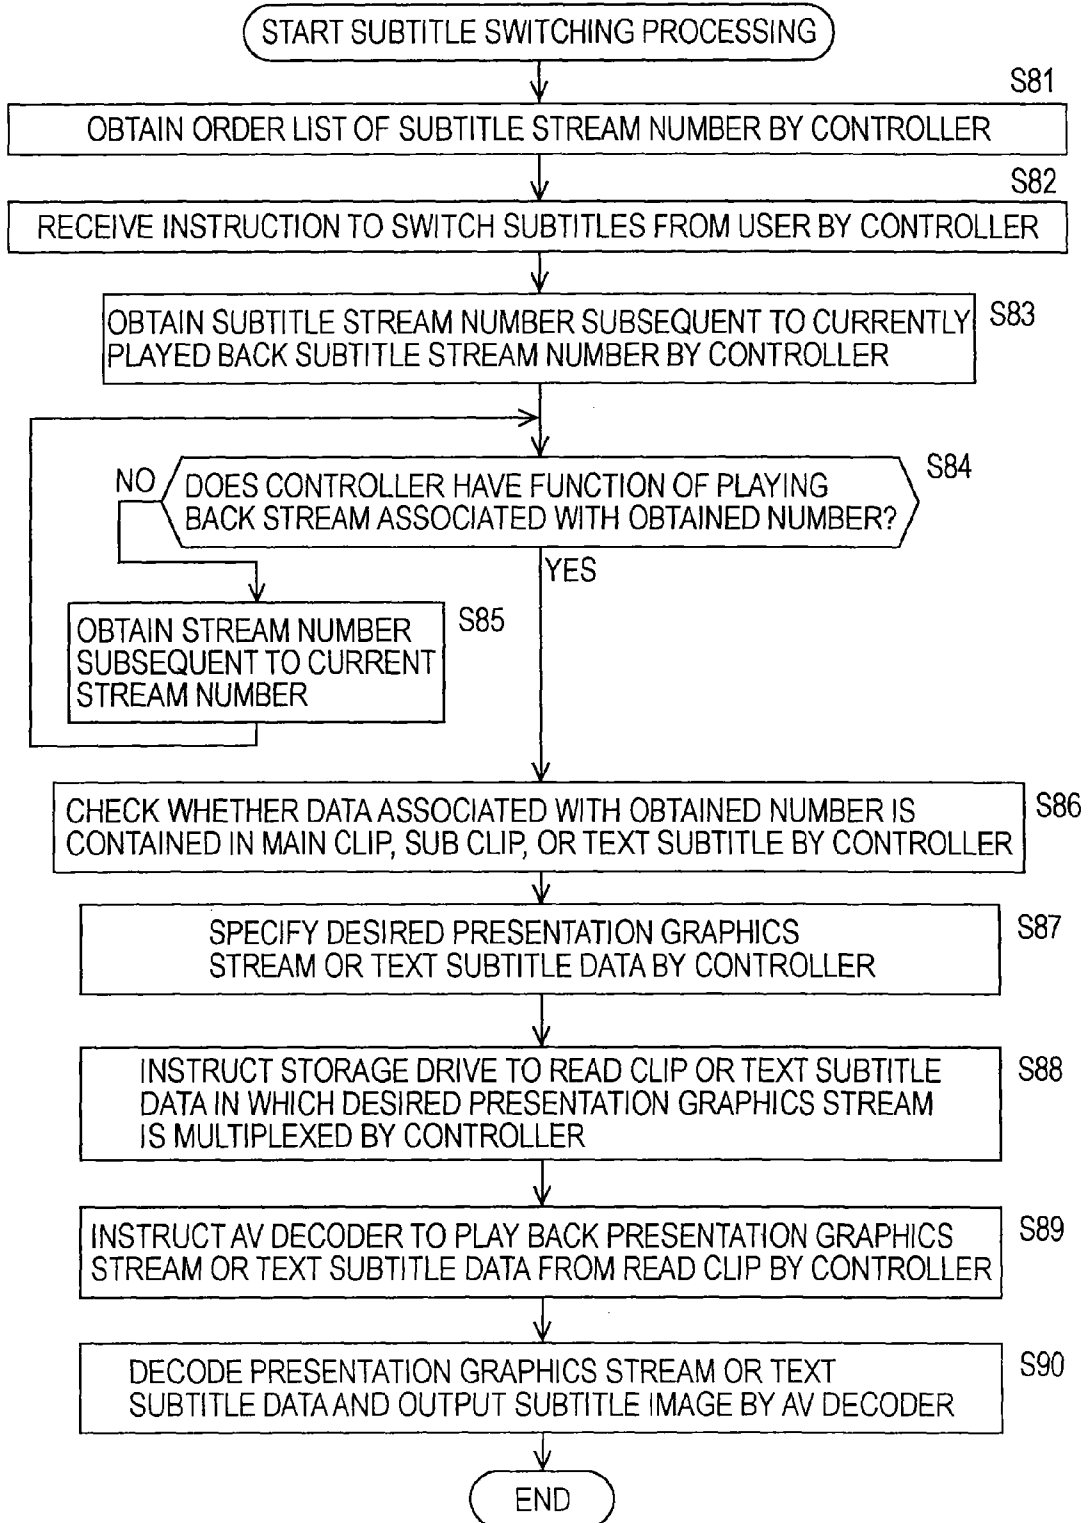 START SUBTITLE SWITCHING PROCESSING
S81
OBTAIN ORDER LIST OF SUBTITLE STREAM NUMBER BY CONTROLLER
S82
RECEIVE INSTRUCTION TO SWITCH SUBTITLES FROM USER BY CONTROLLER
OBTAIN SUBTITLE STREAM NUMBER SUBSEQUENT TO CURRENTLY
PLAYED BACK SUBTITLE STREAM NUMBER BY CONTROLLER
S83
NO
DOES CONTROLLER HAVE FUNCTION OF PLAYING
BACK STREAM ASSOCIATED WITH OBTAINED NUMBER?
S84
YES
OBTAIN STREAM NUMBER
SUBSEQUENT TO CURRENT
STREAM NUMBER
S85
CHECK WHETHER DATA ASSOCIATED WITH OBTAINED NUMBER IS
CONTAINED IN MAIN CLIP, SUB CLIP, OR TEXT SUBTITLE BY CONTROLLER
S86
SPECIFY DESIRED PRESENTATION GRAPHICS
STREAM OR TEXT SUBTITLE DATA BY CONTROLLER
S87
INSTRUCT STORAGE DRIVE TO READ CLIP OR TEXT SUBTITLE
DATA IN WHICH DESIRED PRESENTATION GRAPHICS STREAM
IS MULTIPLEXED BY CONTROLLER
S88
INSTRUCT AV DECODER TO PLAY BACK PRESENTATION GRAPHICS
STREAM OR TEXT SUBTITLE DATA FROM READ CLIP BY CONTROLLER
S89
DECODE PRESENTATION GRAPHICS STREAM OR TEXT
SUBTITLE DATA AND OUTPUT SUBTITLE IMAGE BY AV DECODER
S90
END